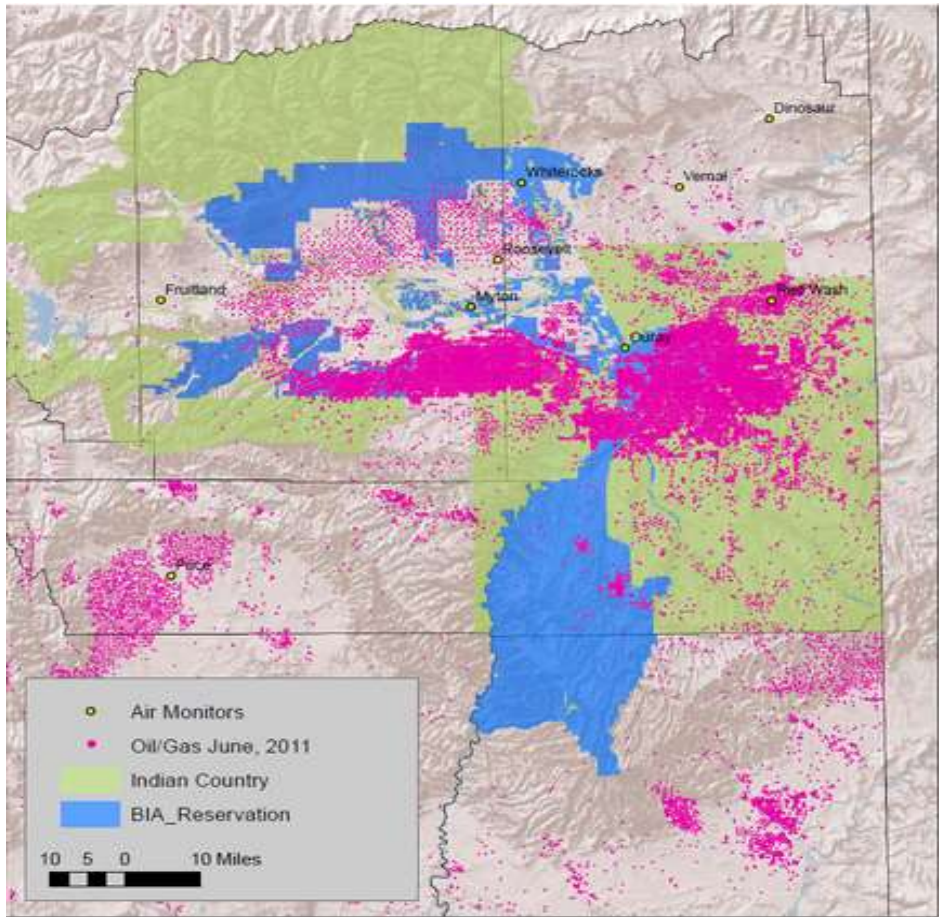 Dinosaur
Whiterocks
Vernal
Roosevelt
Fruitland
Myton
Red Wash
Ouray
Price
Air Monitors
Oil/Gas June, 2011
Indian Country
BIA_Reservation
10 5 0 10 Miles